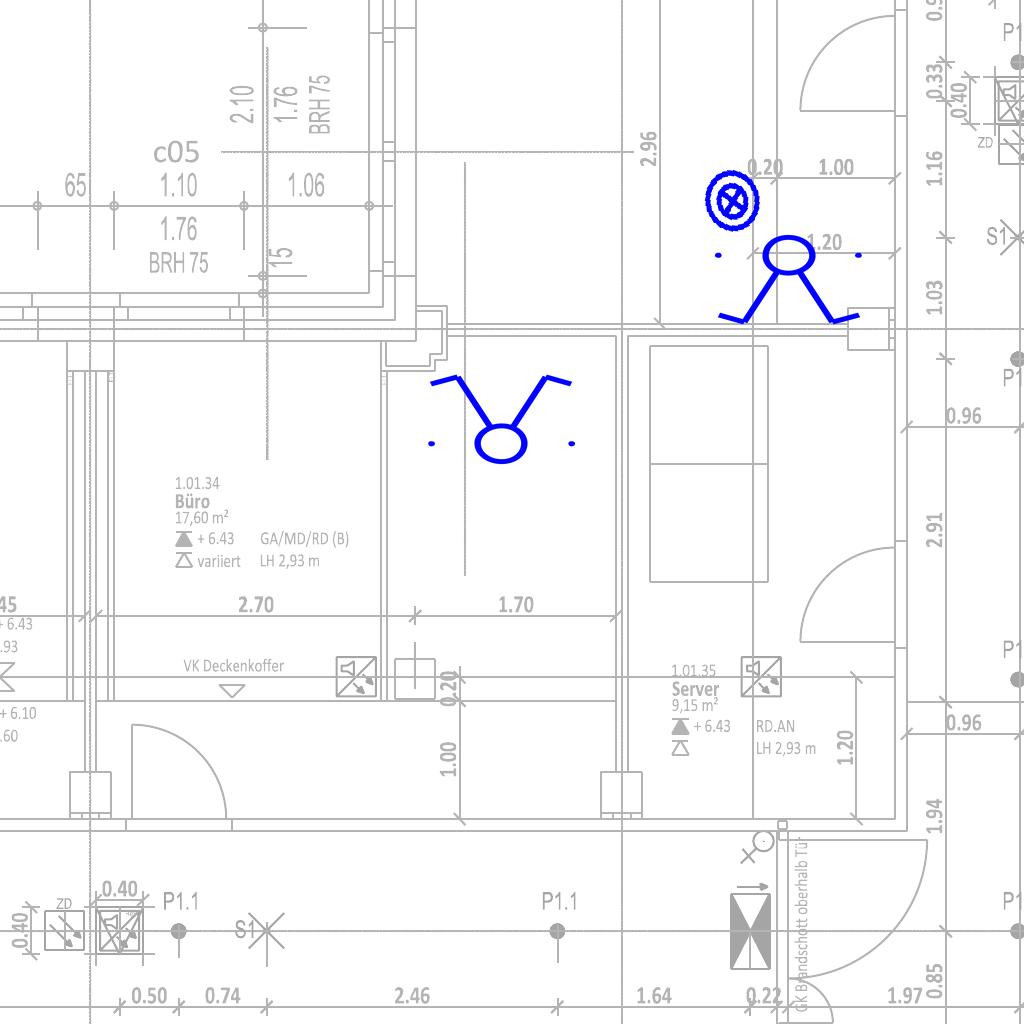 0.33
0.40
ZD
2.10
1.76
BRH 75
c05
65
1.10
1.06
1.76
BRH 75
15
2.96
0.20
1.00
1.20
1.16
S1
1.03
0.96
1.01.34
Büro
17,60 m²
+ 6.43
GA/MD/RD (B)
variiert
LH 2,93 m
2.91
45
+ 6.43
.93
2.70
1.70
VK Deckenkoffer
0.20
+ 6.10
.60
1.01.35
Server
9,15 m²
+ 6.43
RD.AN
LH 2,93 m
1.00
1.20
0.96
1.94
GK Brandschott oberhalb Tür
ZD
0.40
0.40
P1.1
S1
P1.1
0.50
0.74
2.46
1.64
0.22
1.97
0.85